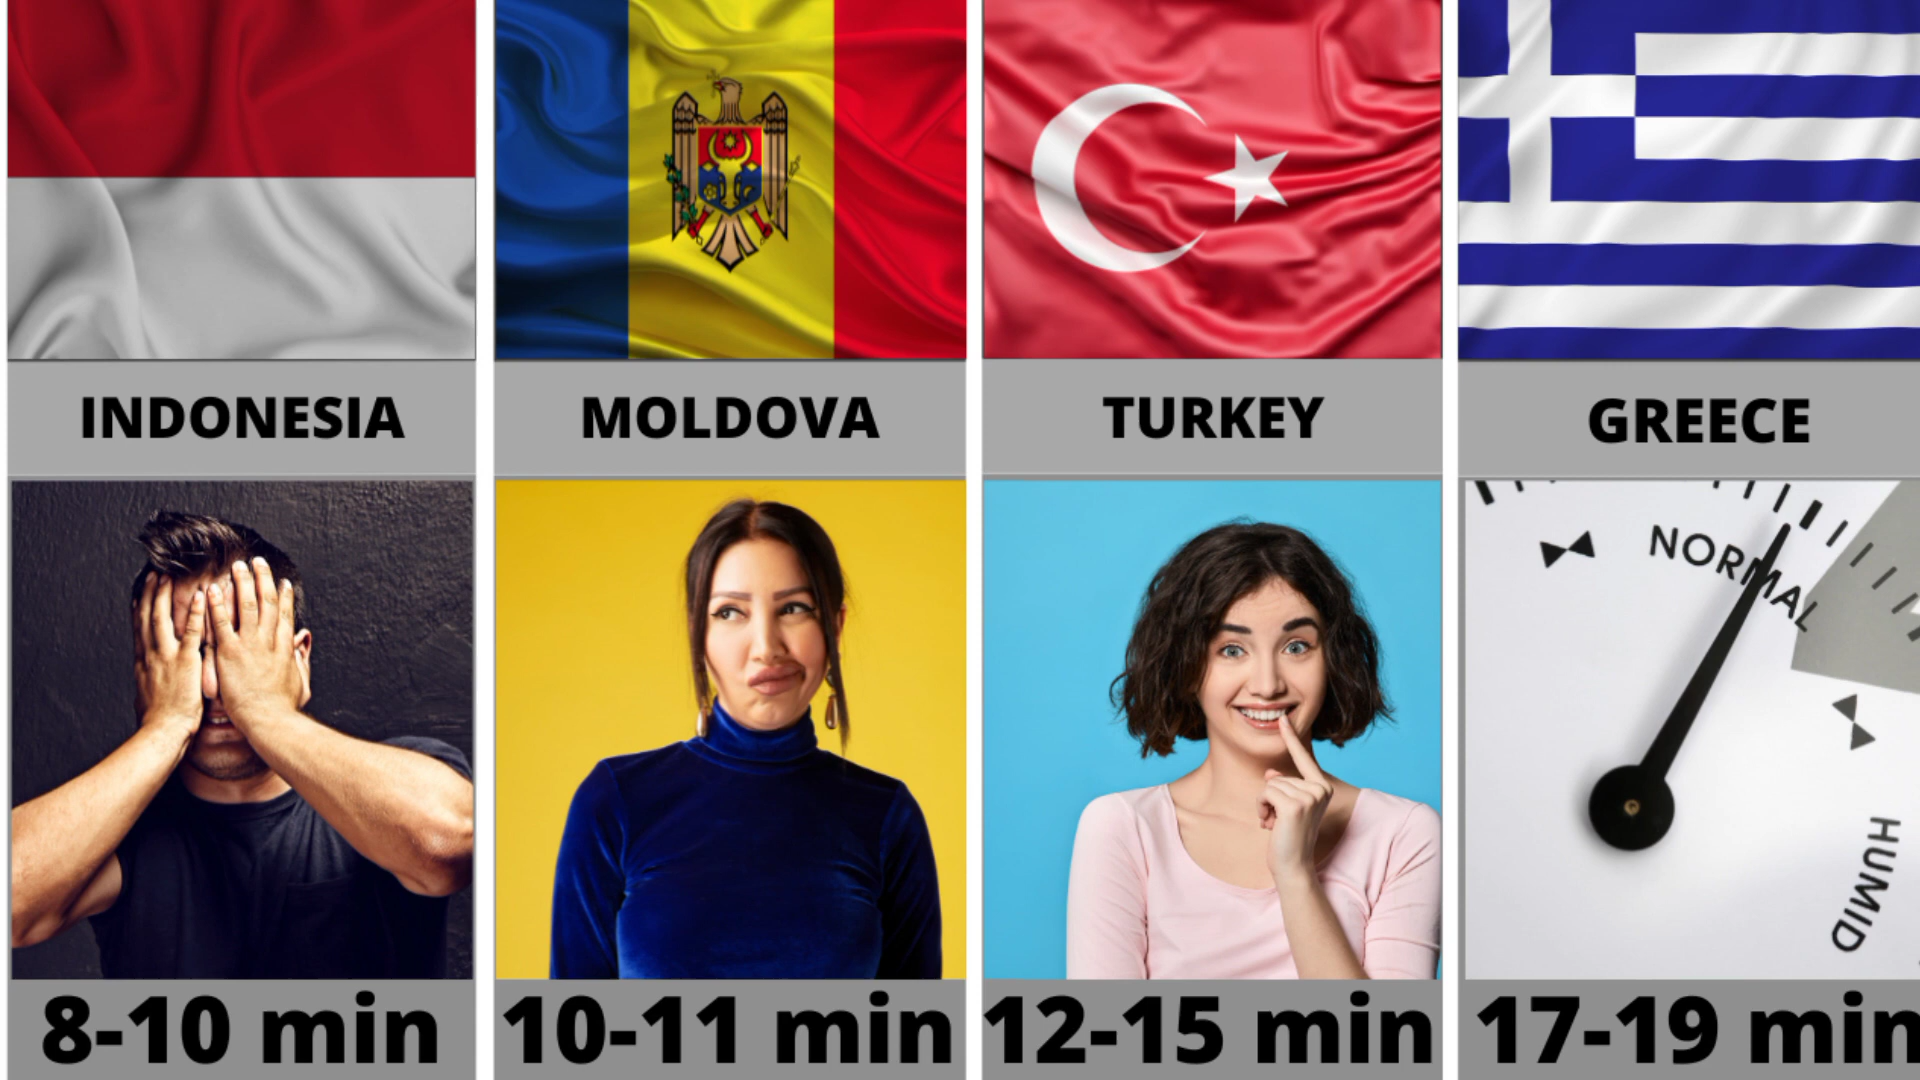 INDONESIA
MOLDOVA
TURKEY
GREECE
NORMAL
HUMID
8-10 min
10-11 min
12-15 min
17-19 min